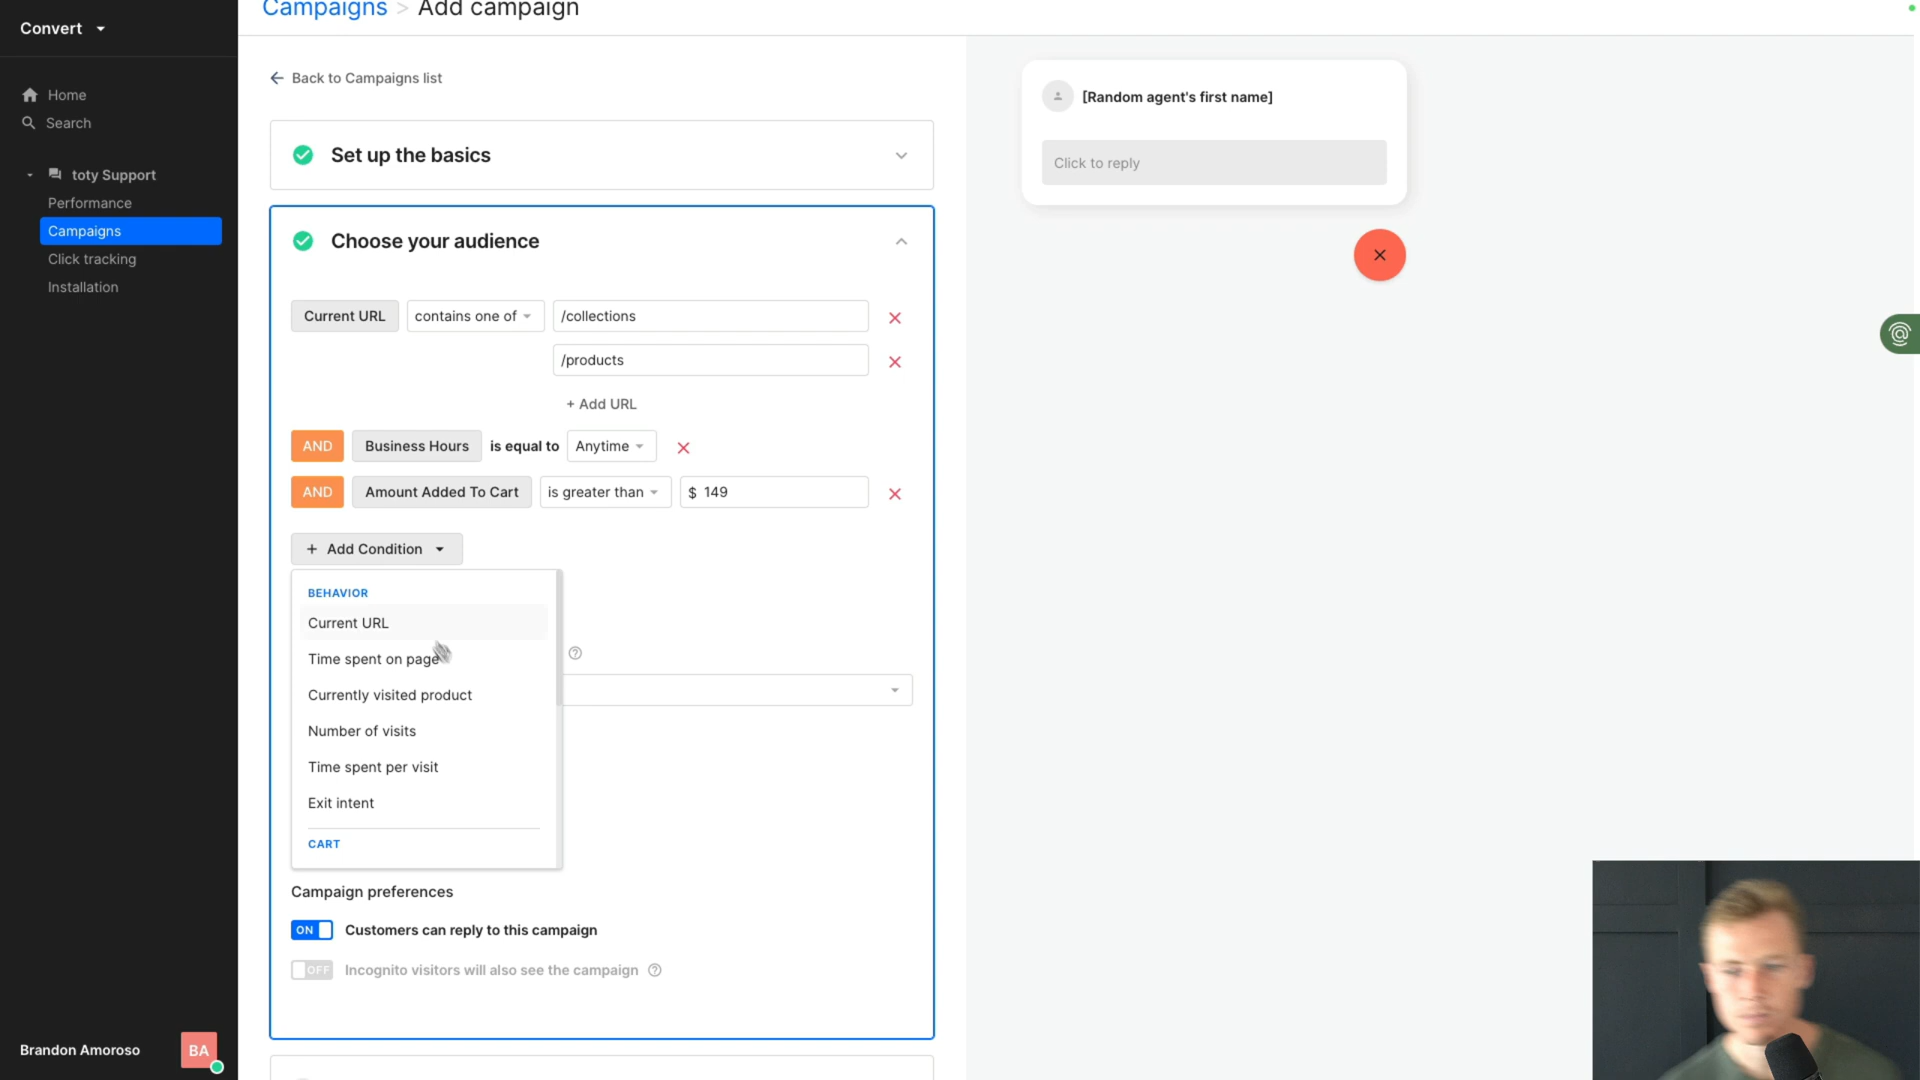 Convert
Home
Search
toty Support
Performance
Campaigns
Click tracking
Installation
Brandon Amoroso
BA
Campaigns > Add campaign
Back to Campaigns list
Set up the basics
Choose your audience
Current URL contains one of /collections
/products
+ Add URL
AND Business Hours is equal to Anytime
AND Amount Added To Cart is greater than $ 149
+ Add Condition
BEHAVIOR
Current URL
Time spent on page
Currently visited product
Number of visits
Time spent per visit
Exit intent
CART
Campaign preferences
ON Customers can reply to this campaign
OFF Incognito visitors will also see the campaign
[Random agent's first name]
Click to reply